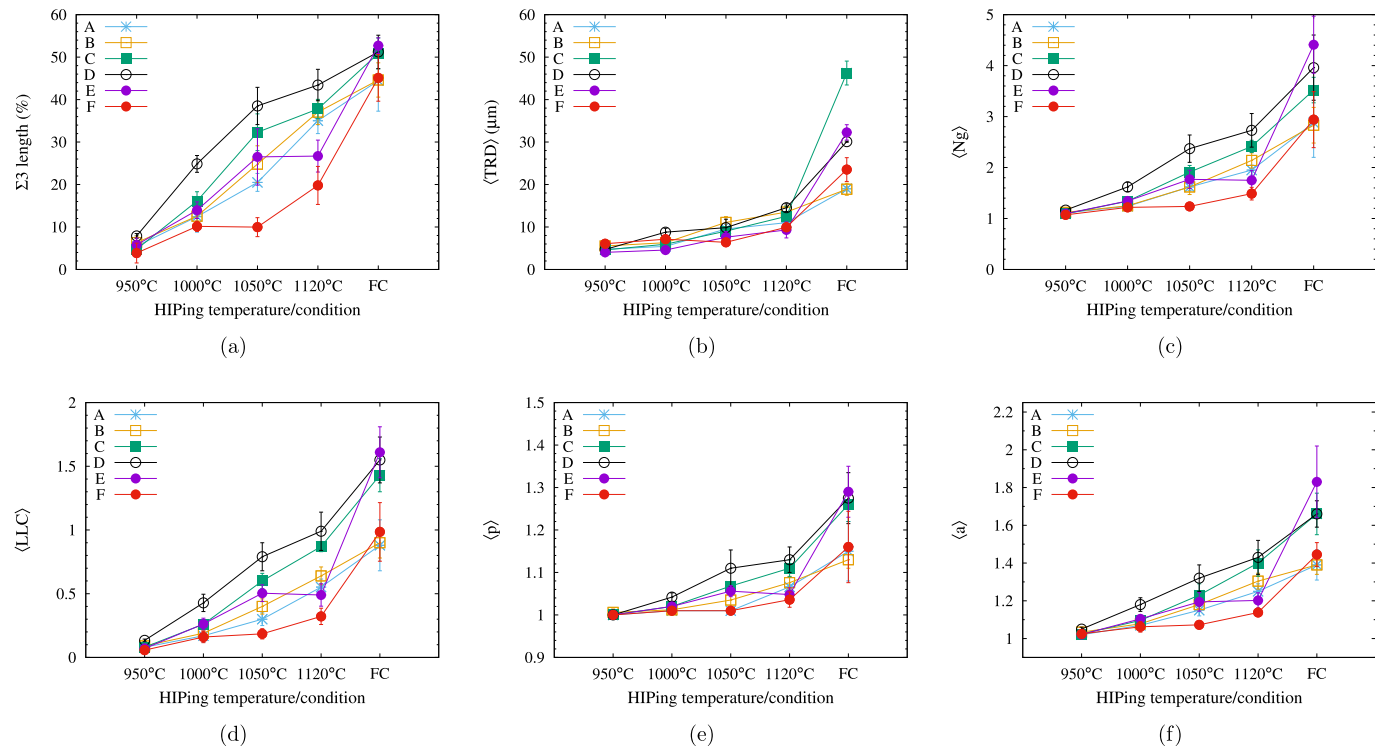 60
50
40
30
20
10
0
Σ3 length (%)
A
B
C
D
E
F
950°C 1000°C 1050°C 1120°C FC
HIPing temperature/condition
(a)
60
50
40
30
20
10
0
⟨TRD⟩ (μm)
A
B
C
D
E
F
950°C 1000°C 1050°C 1120°C FC
HIPing temperature/condition
(b)
5
4
3
2
1
0
⟨Ng⟩
A
B
C
D
E
F
950°C 1000°C 1050°C 1120°C FC
HIPing temperature/condition
(c)
2
1.5
1
0.5
0
⟨LLC⟩
A
B
C
D
E
F
950°C 1000°C 1050°C 1120°C FC
HIPing temperature/condition
(d)
1.5
1.4
1.3
1.2
1.1
1
0.9
⟨p⟩
A
B
C
D
E
F
950°C 1000°C 1050°C 1120°C FC
HIPing temperature/condition
(e)
2.2
2
1.8
1.6
1.4
1.2
1
⟨a⟩
A
B
C
D
E
F
950°C 1000°C 1050°C 1120°C FC
HIPing temperature/condition
(f)